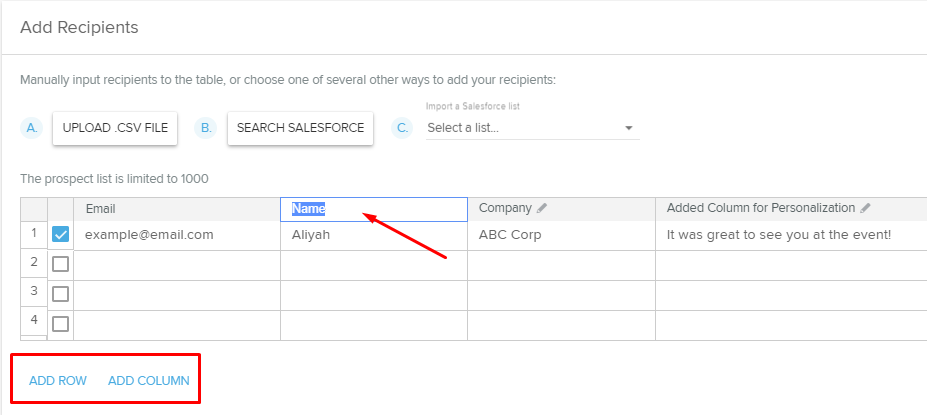 Add Recipients
Manually input recipients to the table, or choose one of several other ways to add your recipients:
Import a Salesforce list
A. UPLOAD .CSV FILE B. SEARCH SALESFORCE C. Select a list...
The prospect list is limited to 1000
Email Name Company Added Column for Personalization
1 example@email.com Aliyah ABC Corp It was great to see you at the event!
2
3
4
ADD ROW ADD COLUMN